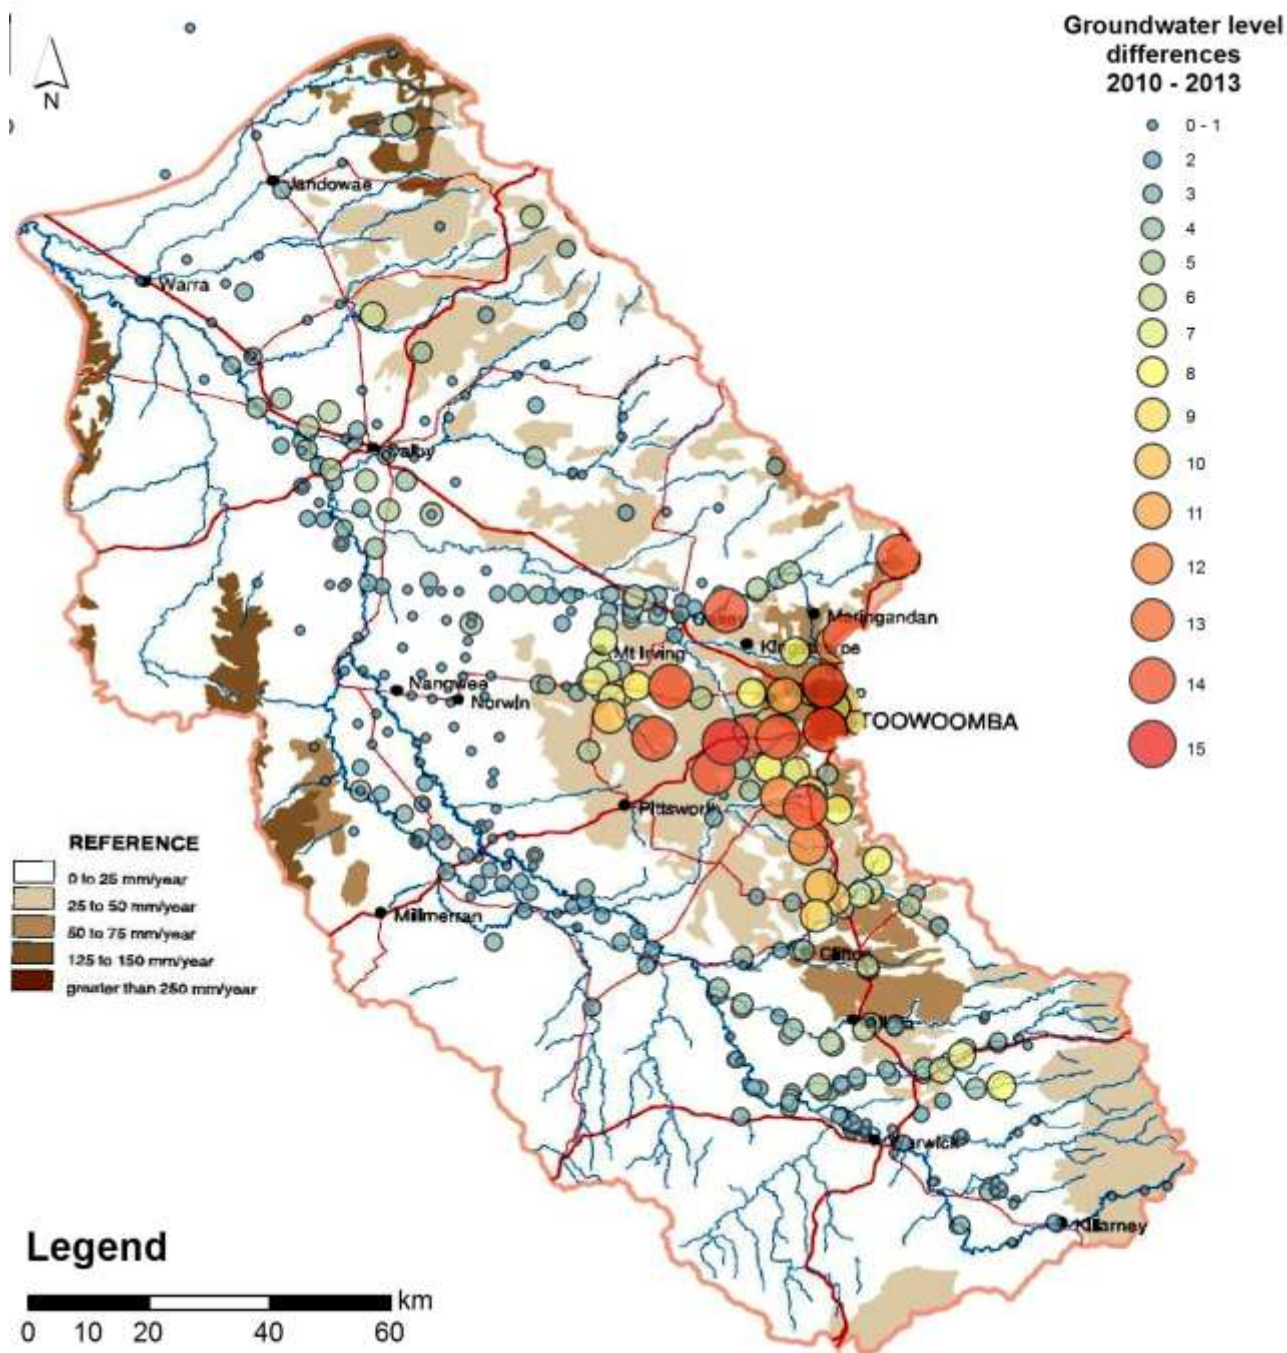 Groundwater level
differences
2010 - 2013
0 - 1
2
3
4
5
6
7
8
9
10
11
12
13
14
15
N
Jandowae
Warra
Meringandan
Mt Irving
Nangwee
Norwin
TOOWOOMBA
Pittsworth
Millmerran
Clifton
Killarney
REFERENCE
0 to 25 mm/year
25 to 50 mm/year
50 to 75 mm/year
125 to 150 mm/year
greater than 250 mm/year
Legend
km
0 10 20 40 60